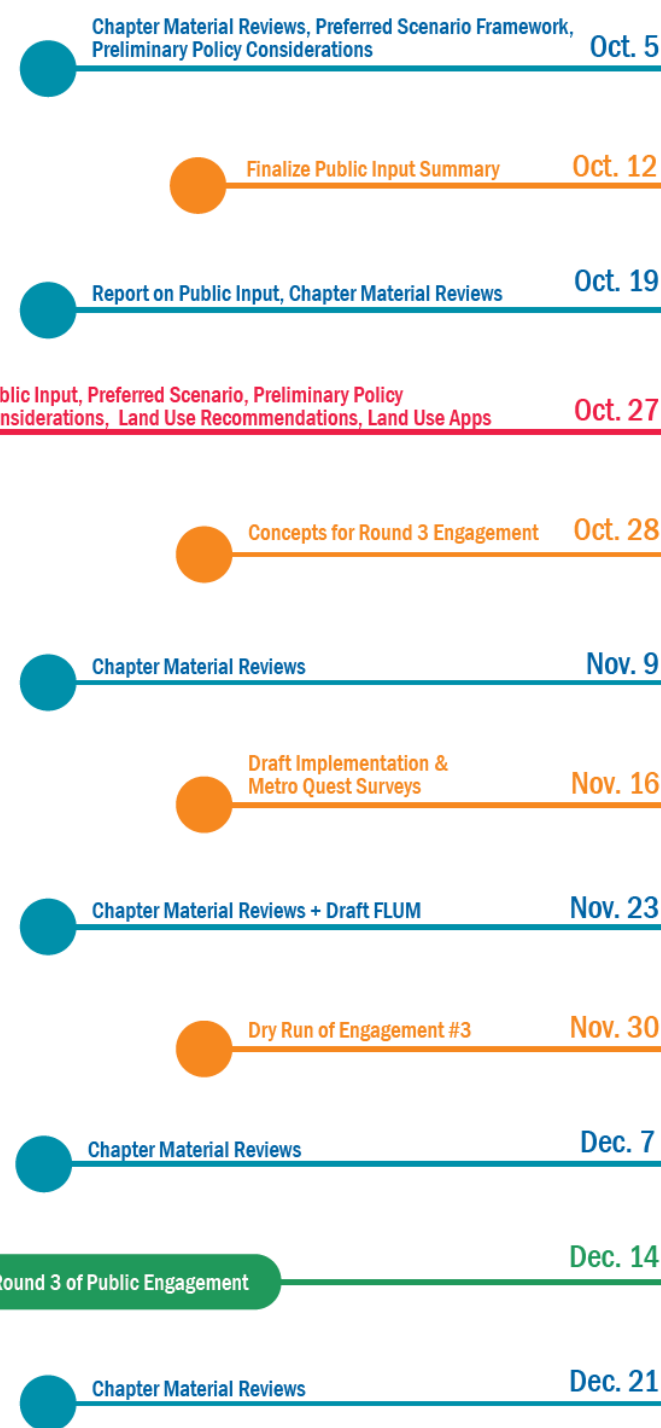 Chapter Material Reviews, Preferred Scenario Framework,
Preliminary Policy Considerations
Oct. 5
Finalize Public Input Summary
Oct. 12
Report on Public Input, Chapter Material Reviews
Oct. 19
blic Input, Preferred Scenario, Preliminary Policy
nsiderations, Land Use Recommendations, Land Use Apps
Oct. 27
Concepts for Round 3 Engagement
Oct. 28
Chapter Material Reviews
Nov. 9
Draft Implementation &
Metro Quest Surveys
Nov. 16
Chapter Material Reviews + Draft FLUM
Nov. 23
Dry Run of Engagement #3
Nov. 30
Chapter Material Reviews
Dec. 7
Round 3 of Public Engagement
Dec. 14
Chapter Material Reviews
Dec. 21